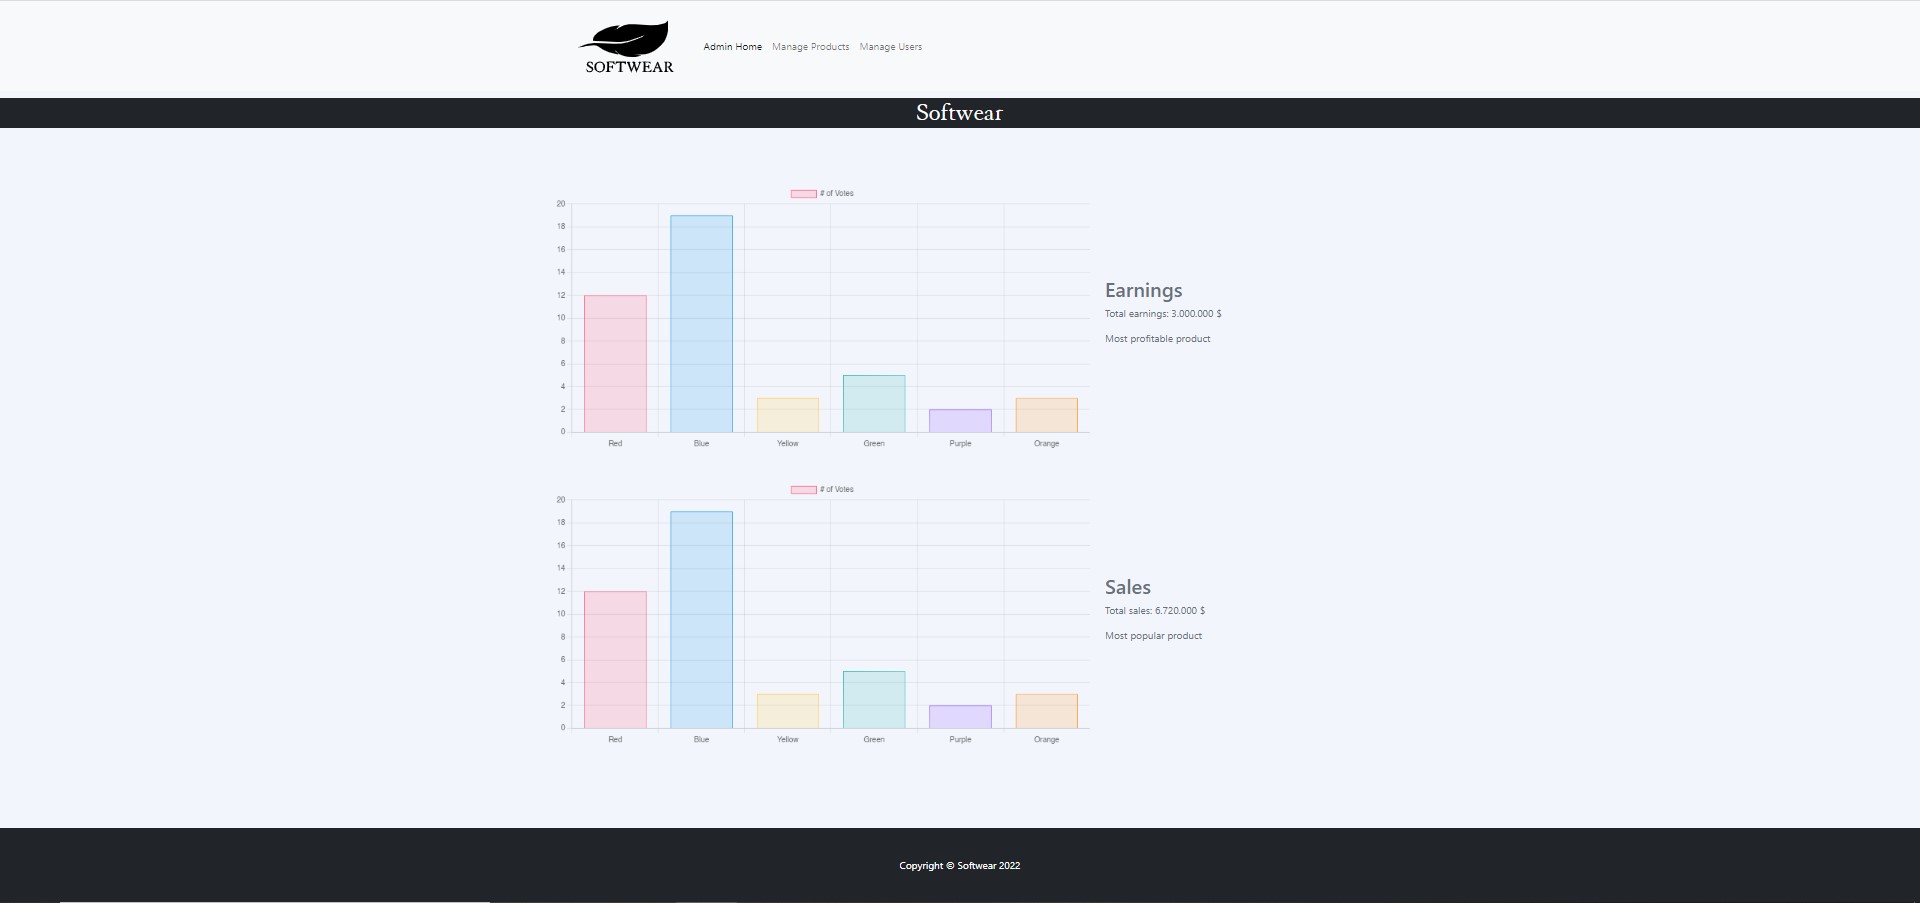 SOFTWEAR
Admin Home Manage Products Manage Users
Softwear
# of Votes
20
18
16
14
12
10
8
6
4
2
0
Red Blue Yellow Green Purple Orange
Earnings
Total earnings: 3.000.000 $
Most profitable product
# of Votes
20
18
16
14
12
10
8
6
4
2
0
Red Blue Yellow Green Purple Orange
Sales
Total sales: 6.720.000 $
Most popular product
Copyright © Softwear 2022